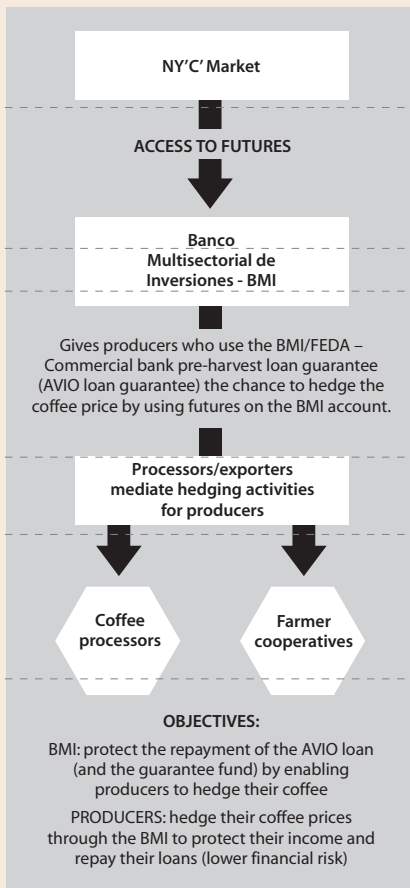 NY'C' Market
ACCESS TO FUTURES
Banco
Multisectorial de
Inversiones - BMI
Gives producers who use the BMI/FEDA –
Commercial bank pre-harvest loan guarantee
(AVIO loan guarantee) the chance to hedge the
coffee price by using futures on the BMI account.
Processors/exporters
mediate hedging activities
for producers
Coffee
processors
Farmer
cooperatives
OBJECTIVES:
BMI: protect the repayment of the AVIO loan
(and the guarantee fund) by enabling
producers to hedge their coffee
PRODUCERS: hedge their coffee prices
through the BMI to protect their income and
repay their loans (lower financial risk)